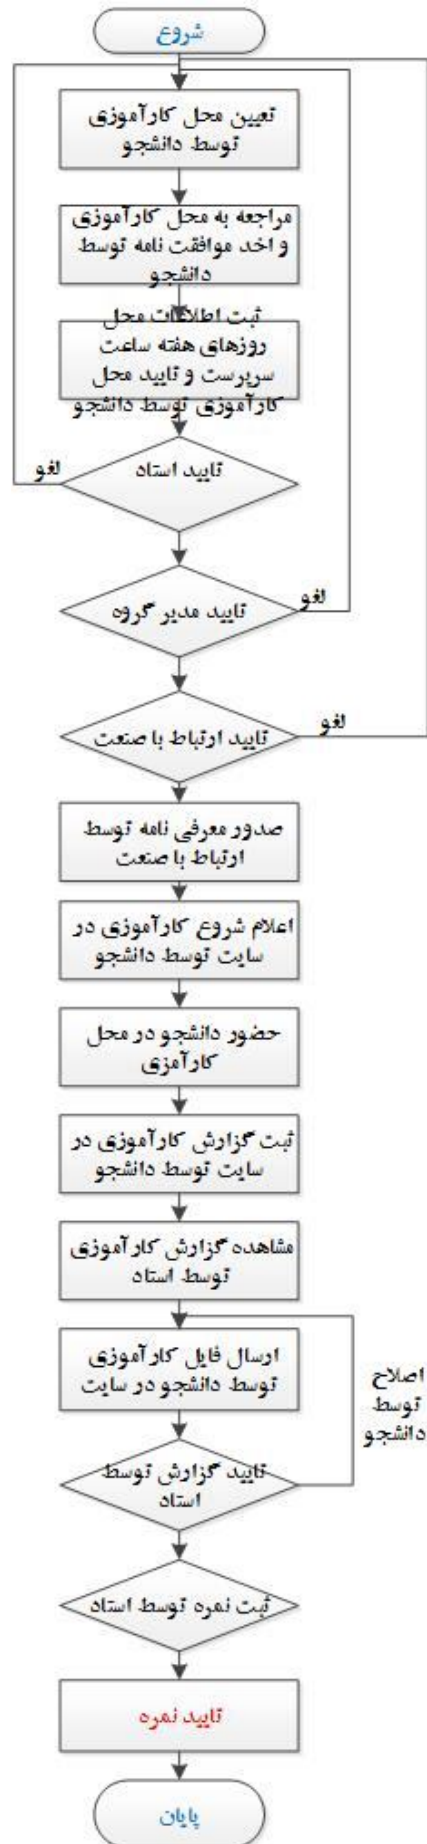 شروع
تعیین محل کارآموزی
توسط دانشجو
مراجعه به محل کارآموزی
و اخد موافقت نامه توسط
دانشجو
ثبت اطلاعات محل
روزهای هفته ساعت
سرپرست و تایید محل
کارآموزی توسط دانشجو
تایید استاد
لغو
تایید مدیر گروه
لغو
تایید ارتباط با صنعت
لغو
صدور معرفی نامه توسط
ارتباط با صنعت
اعلام شروع کارآموزی در
سایت توسط دانشجو
حضور دانشجو در محل
کارآمزی
ثبت گزارش کارآموزی در
سایت توسط دانشجو
مشاهده گزارش کارآموزی
توسط استاد
ارسال فایل کارآموزی
توسط دانشجو در سایت
اصلاح
توسط
دانشجو
تایید گزارش توسط
استاد
ثبت نمره توسط استاد
تایید نمره
پایان